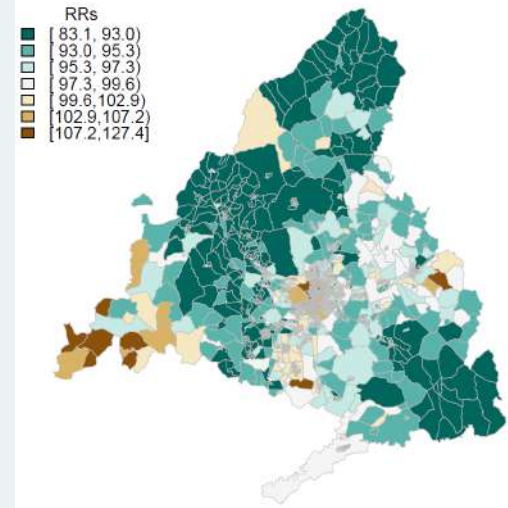 RRs
[ 83.1, 93.0)
[ 93.0, 95.3)
[ 95.3, 97.3)
[ 97.3, 99.6)
[ 99.6,102.9)
[102.9,107.2)
[107.2,127.4]